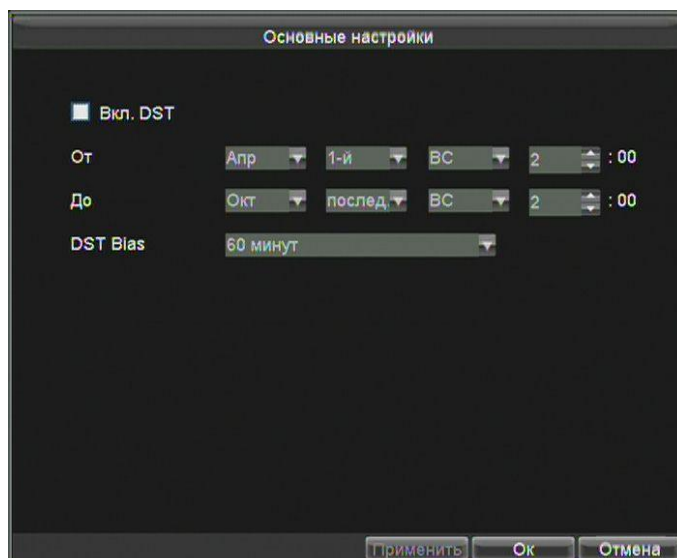 Основные настройки
Вкл. DST
От Апр 1-й ВС 2 : 00
До Окт послед. ВС 2 : 00
DST Bias 60 минут
Применить Ок Отмена